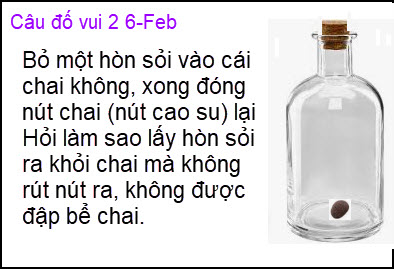 Câu đố vui 2 6-Feb
Bỏ một hòn sỏi vào cái
chai không, xong đóng
nút chai (nút cao su) lại
Hỏi làm sao lấy hòn sỏi
ra khỏi chai mà không
rút nút ra, không được
đập bể chai.